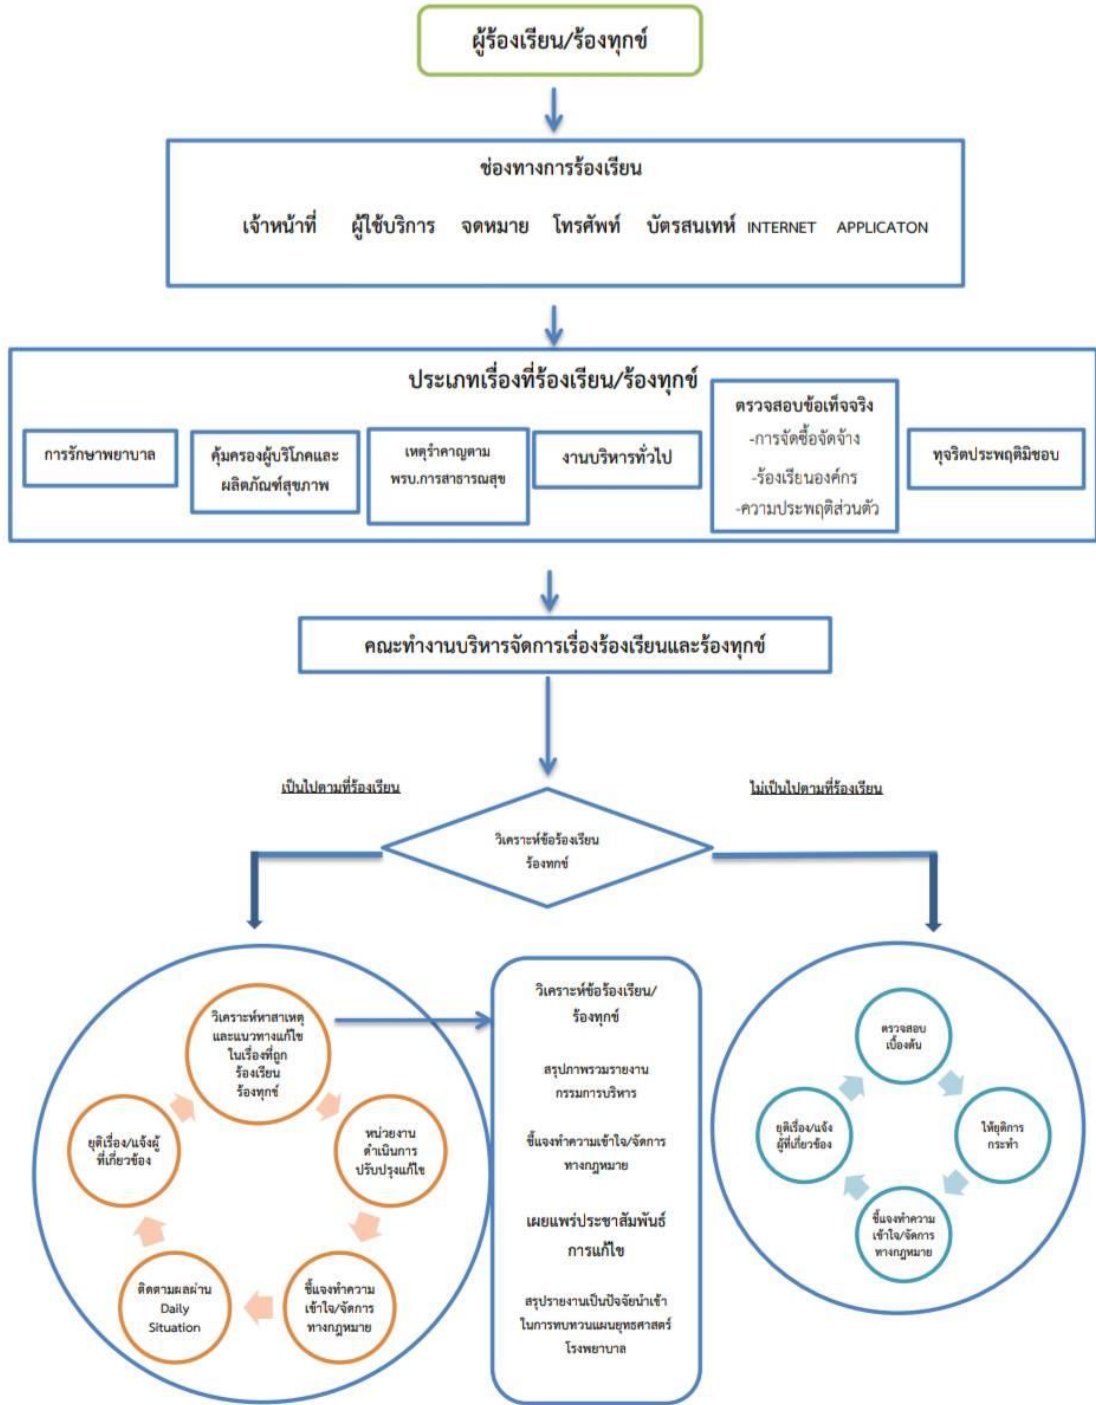 ผู้ร้องเรียน/ร้องทุกข์
ช่องทางการร้องเรียน
เจ้าหน้าที่ ผู้ใช้บริการ จดหมาย โทรศัพท์ บัตรสนเทห์ INTERNET APPLICATON
ประเภทเรื่องที่ร้องเรียน/ร้องทุกข์
การรักษาพยาบาล
คุ้มครองผู้บริโภคและ
ผลิตภัณฑ์สุขภาพ
เหตุรำคาญตาม
พรบ.การสาธารณสุข
งานบริหารทั่วไป
ตรวจสอบข้อเท็จจริง
-การจัดซื้อจัดจ้าง
-ร้องเรียนองค์กร
-ความประพฤติส่วนตัว
ทุจริตประพฤติมิชอบ
คณะทำงานบริหารจัดการเรื่องร้องเรียนและร้องทุกข์
เป็นไปตามที่ร้องเรียน
ไม่เป็นไปตามที่ร้องเรียน
วิเคราะห์ข้อร้องเรียน
ร้องทกข์
วิเคราะห์หาสาเหตุ
และแนวทางแก้ไข
ในเรื่องที่ถูก
ร้องเรียน
ร้องทุกข์
หน่วยงาน
ดำเนินการ
ปรับปรุงแก้ไข
ชี้แจงทำความ
เข้าใจ/จัดการ
ทางกฎหมาย
ติดตามผลผ่าน
Daily
Situation
ยุติเรื่อง/แจ้งผู้
ที่เกี่ยวข้อง
วิเคราะห์ข้อร้องเรียน/
ร้องทุกข์
สรุปภาพรวมรายงาน
กรรมการบริหาร
ชี้แจงทำความเข้าใจ/จัดการ
ทางกฎหมาย
เผยแพร่ประชาสัมพันธ์
การแก้ไข
สรุปรายงานเป็นปัจจัยนำเข้า
ในการทบทวนแผนยุทธศาสตร์
โรงพยาบาล
ตรวจสอบ
เบื้องต้น
ให้ยุติการ
กระทำ
ชี้แจงทำความ
เข้าใจ/จัดการ
ทางกฎหมาย
ยุติเรื่อง/แจ้ง
ผู้ที่เกี่ยวข้อง